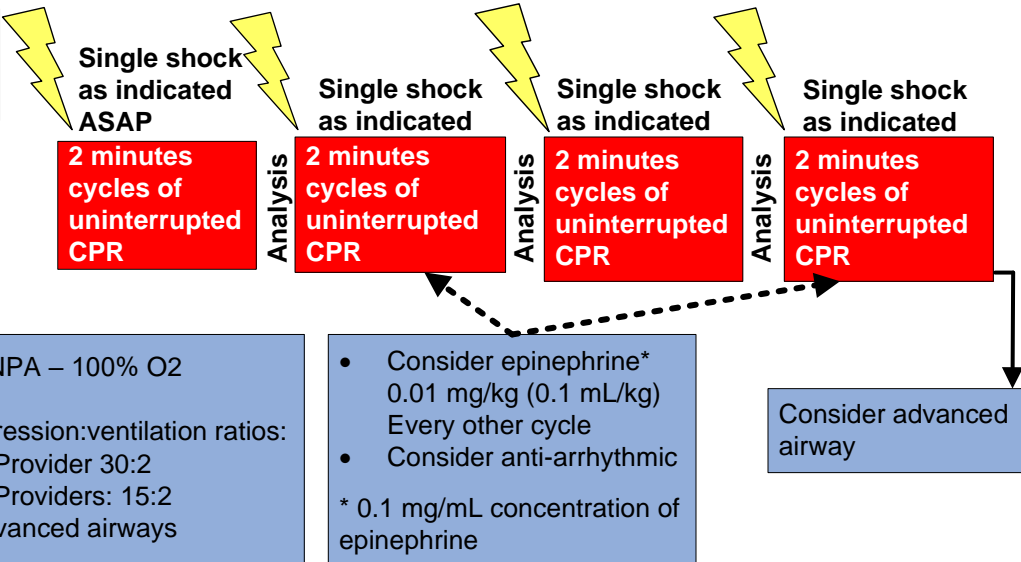 Single shock
as indicated
ASAP
2 minutes
cycles of
uninterrupted
CPR
Analysis
Single shock
as indicated
2 minutes
cycles of
uninterrupted
CPR
Analysis
Single shock
as indicated
2 minutes
cycles of
uninterrupted
CPR
Analysis
Single shock
as indicated
2 minutes
cycles of
uninterrupted
CPR
NPA – 100% O2
ression:ventilation ratios:
Provider 30:2
Providers: 15:2
vanced airways
• Consider epinephrine*
0.01 mg/kg (0.1 mL/kg)
Every other cycle
• Consider anti-arrhythmic
* 0.1 mg/mL concentration of
epinephrine
Consider advanced
airway